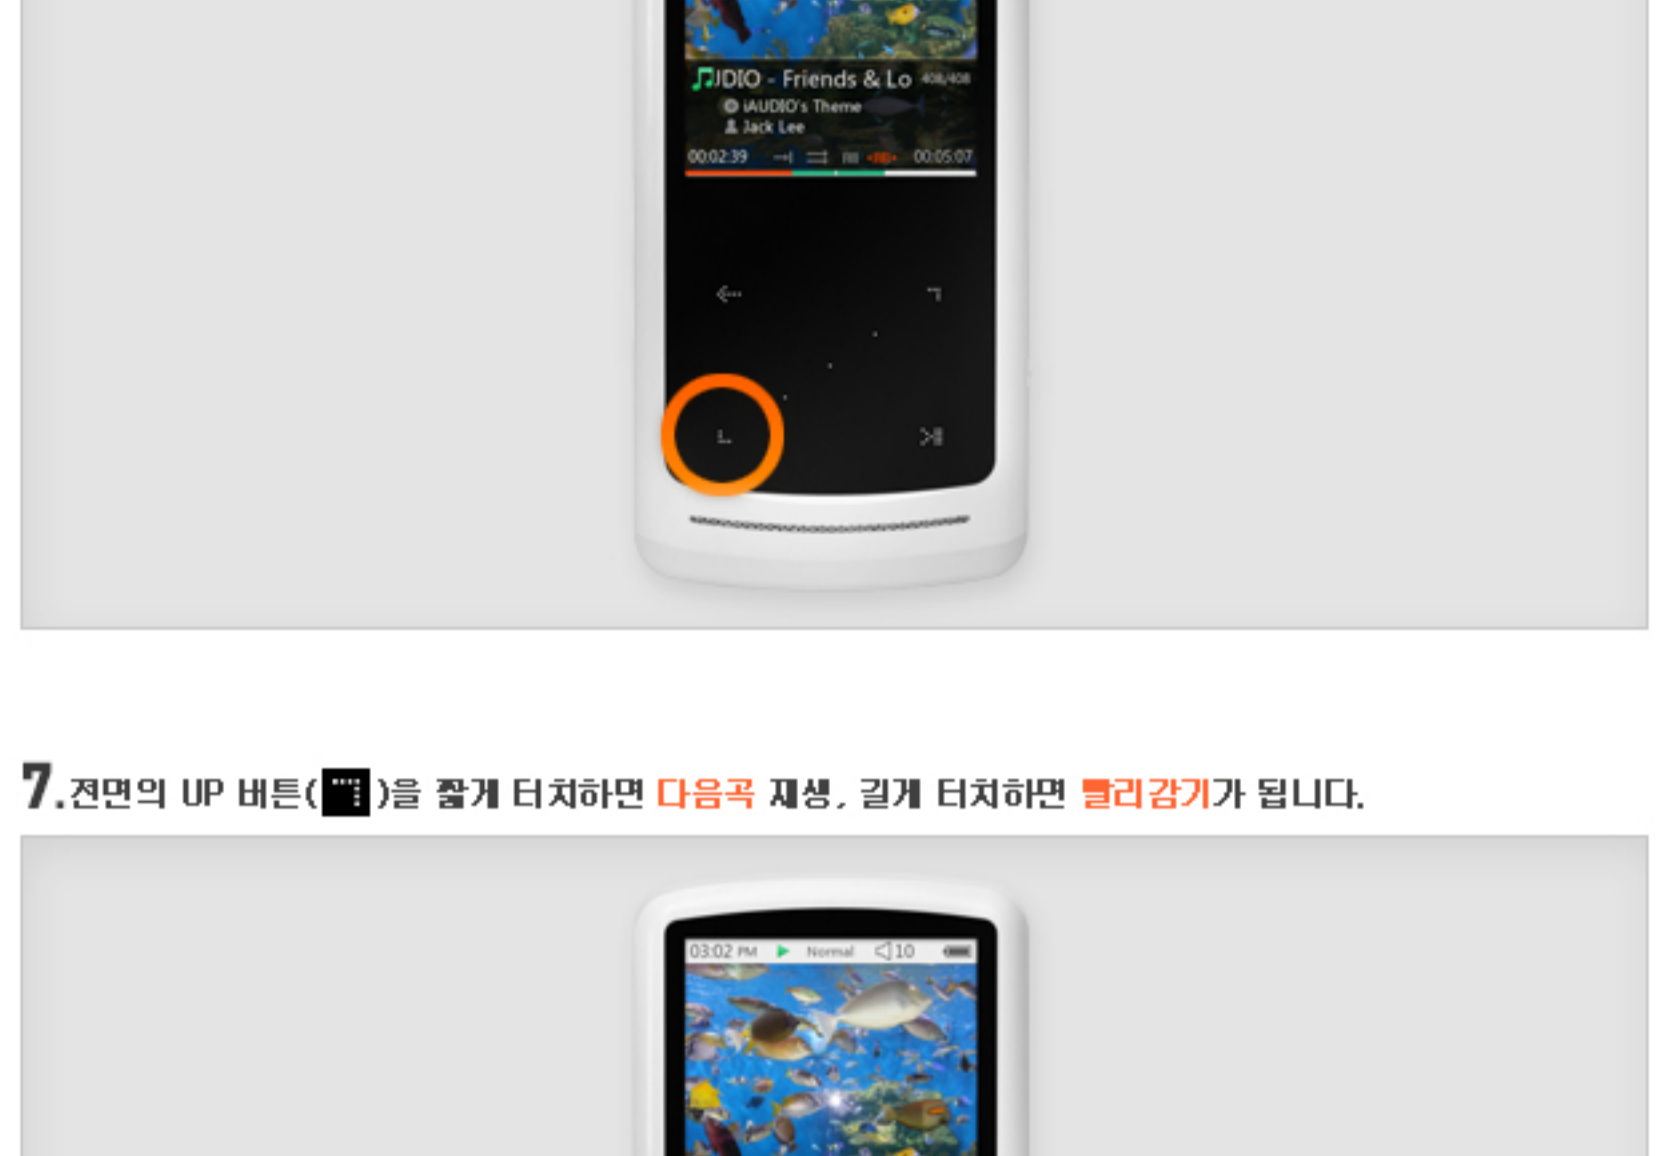 JDIO - Friends & Lo 408/408
iAUDIO's Theme
Jack Lee
00:02:39 00:05:07
7.전면의 UP 버튼( )을 짧게 터치하면 다음곡 재생, 길게 터치하면 빨리감기가 됩니다.
03:02 PM Normal 10